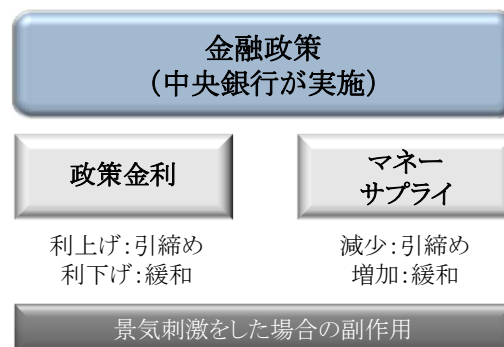 金融政策
（中央銀行が実施）
政策金利
マネー
サプライ
利上げ：引締め
利下げ：緩和
減少：引締め
増加：緩和
景気刺激をした場合の副作用